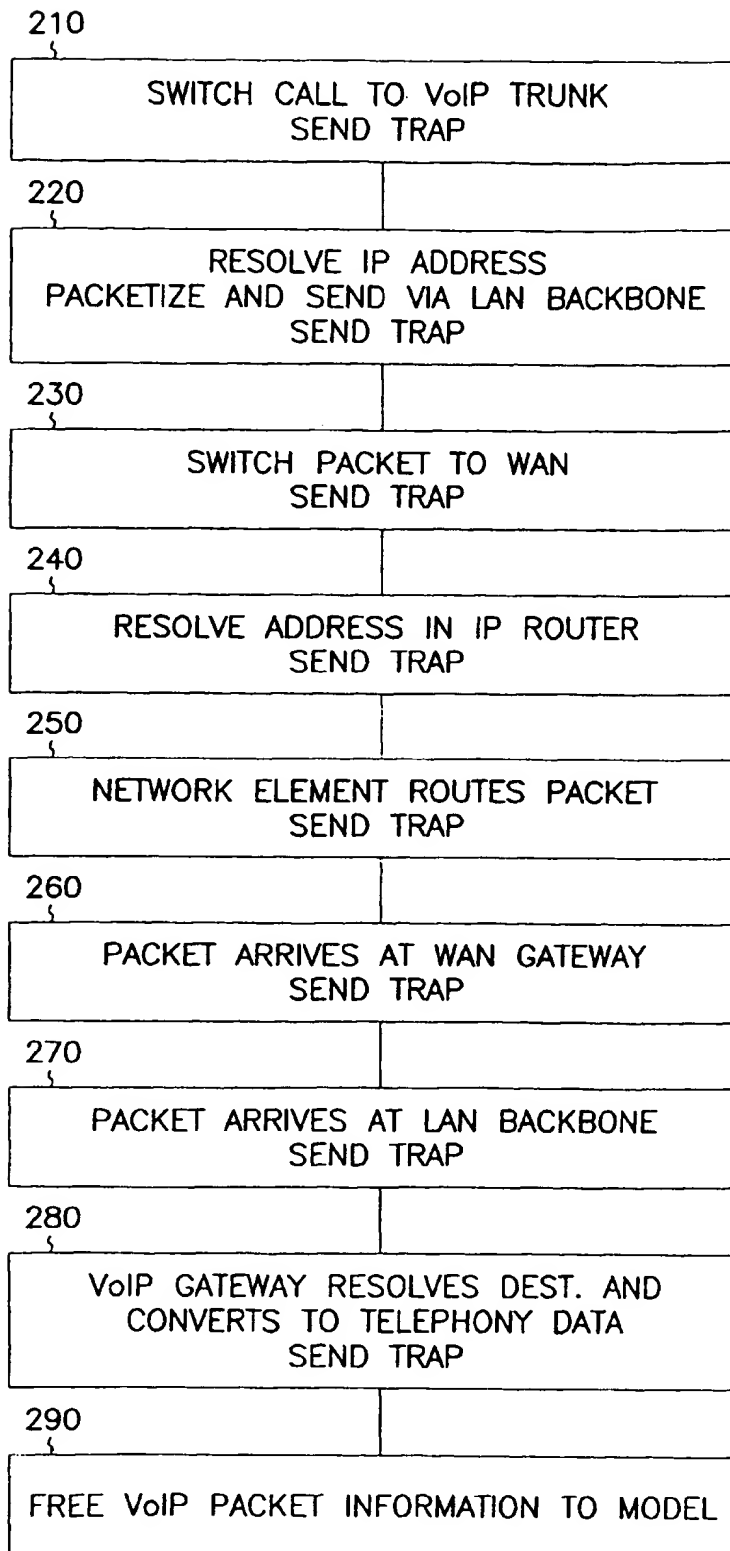 210
SWITCH CALL TO VoIP TRUNK
SEND TRAP
220
RESOLVE IP ADDRESS
PACKETIZE AND SEND VIA LAN BACKBONE
SEND TRAP
230
SWITCH PACKET TO WAN
SEND TRAP
240
RESOLVE ADDRESS IN IP ROUTER
SEND TRAP
250
NETWORK ELEMENT ROUTES PACKET
SEND TRAP
260
PACKET ARRIVES AT WAN GATEWAY
SEND TRAP
270
PACKET ARRIVES AT LAN BACKBONE
SEND TRAP
280
VoIP GATEWAY RESOLVES DEST. AND
CONVERTS TO TELEPHONY DATA
SEND TRAP
290
FREE VoIP PACKET INFORMATION TO MODEL